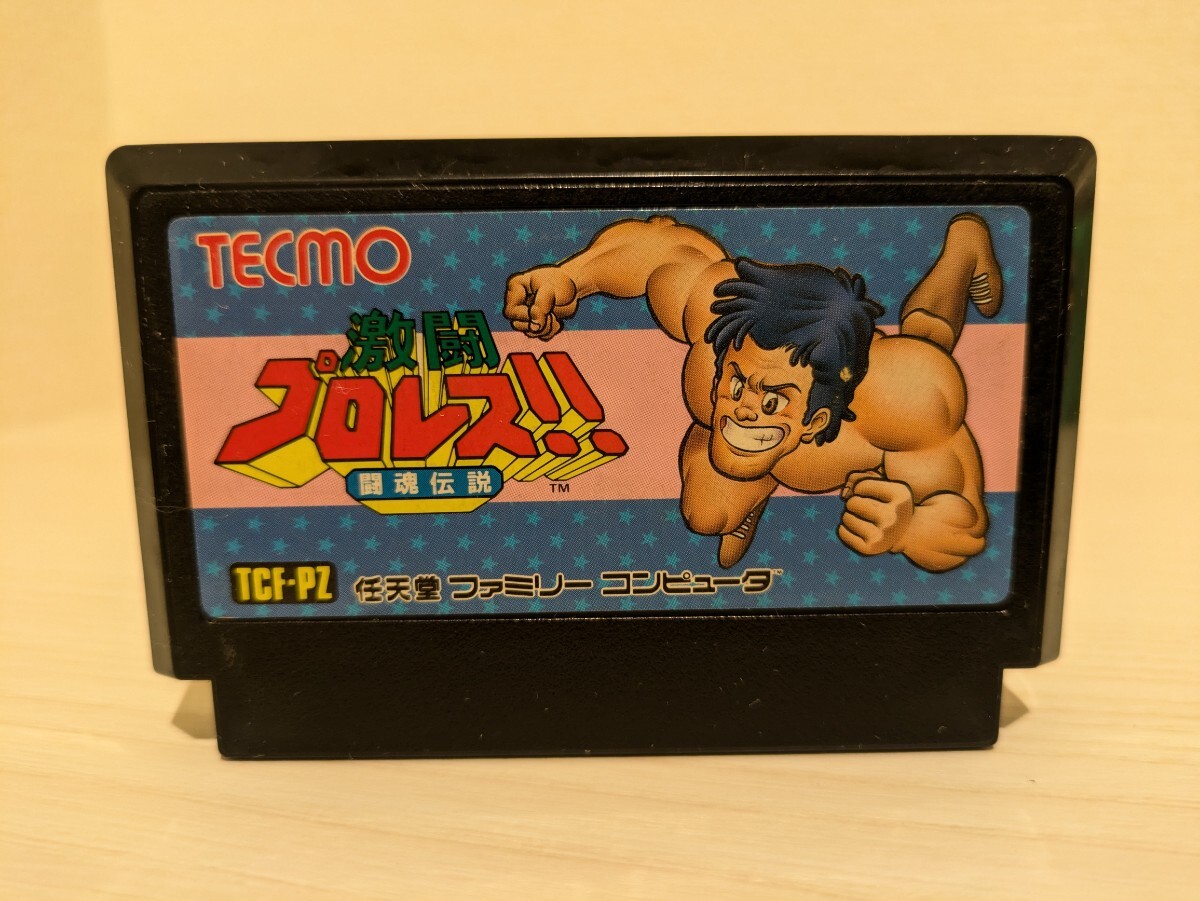 TECMO
激闘
プロレス!!
闘魂伝説
TM
TCF-PZ
任天堂 ファミリー コンピュータ™